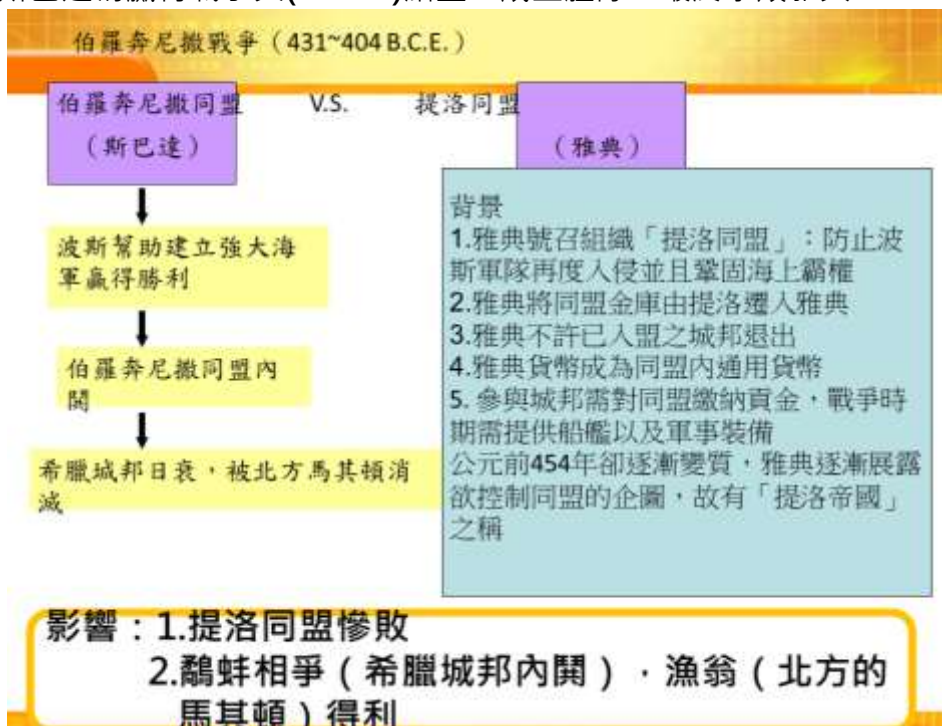 伯羅奔尼撒戰爭（431~404 B.C.E.）
伯羅奔尼撒同盟 V.S. 提洛同盟
（斯巴達）
（雅典）
波斯幫助建立強大海
軍贏得勝利
伯羅奔尼撒同盟內
鬨
希臘城邦日衰，被北方馬其頓消
滅
背景
1.雅典號召組織「提洛同盟」：防止波
斯軍隊再度入侵並且鞏固海上霸權
2.雅典將同盟金庫由提洛遷入雅典
3.雅典不許已入盟之城邦退出
4.雅典貨幣成為同盟內通用貨幣
5. 參與城邦需對同盟繳納貢金，戰爭時
期需提供船艦以及軍事裝備
公元前454年卻逐漸變質，雅典逐漸展露
欲控制同盟的企圖，故有「提洛帝國」
之稱
影響：1.提洛同盟慘敗
2.鷸蚌相爭（希臘城邦內鬨），漁翁（北方的
馬其頓）得利